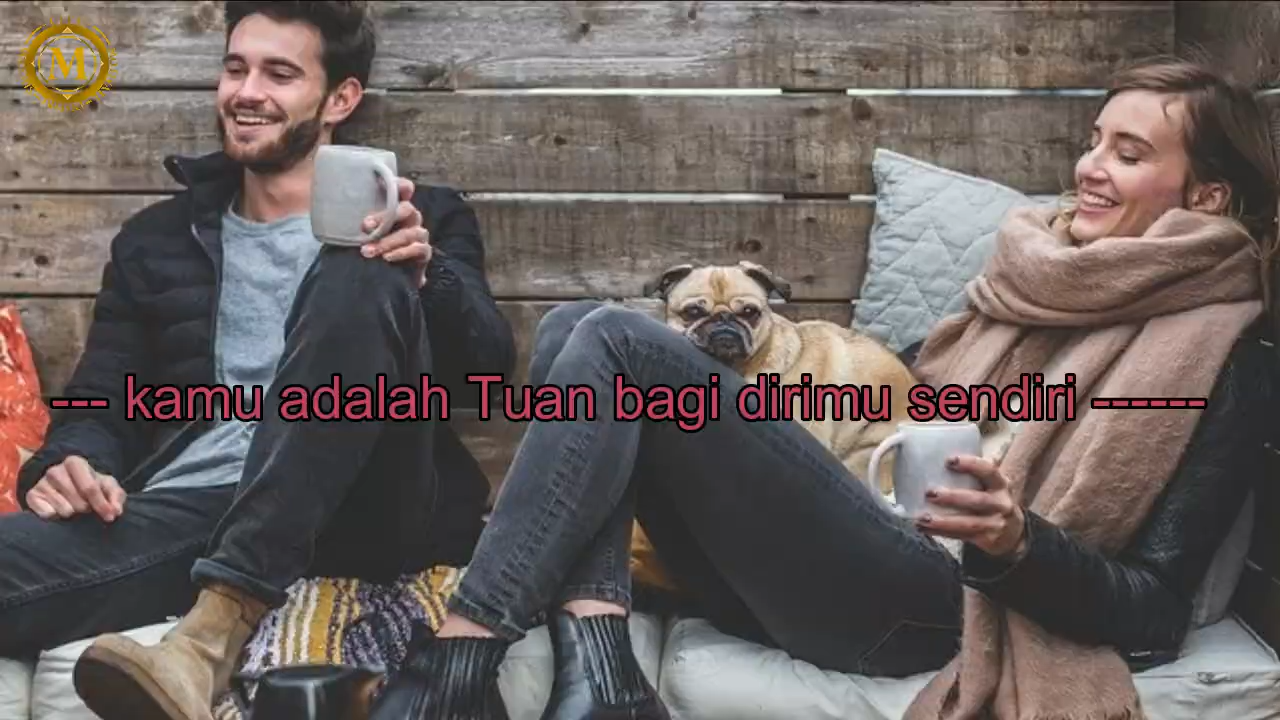 M
--- kamu adalah Tuan bagi dirimu sendiri ------